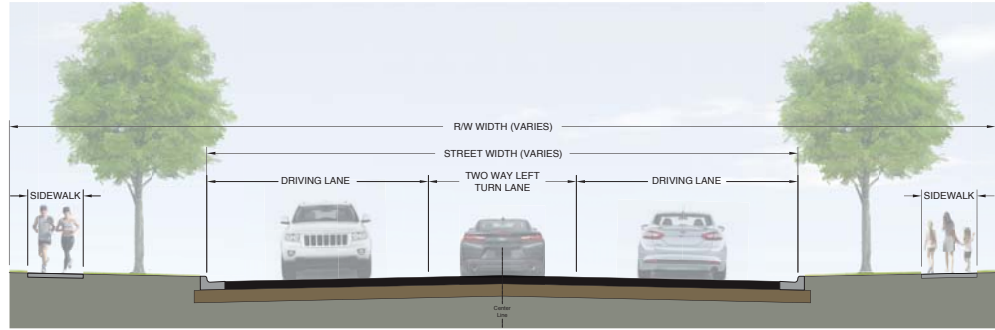 R/W WIDTH (VARIES)
STREET WIDTH (VARIES)
DRIVING LANE
TWO WAY LEFT
TURN LANE
DRIVING LANE
SIDEWALK
SIDEWALK
Center
Line